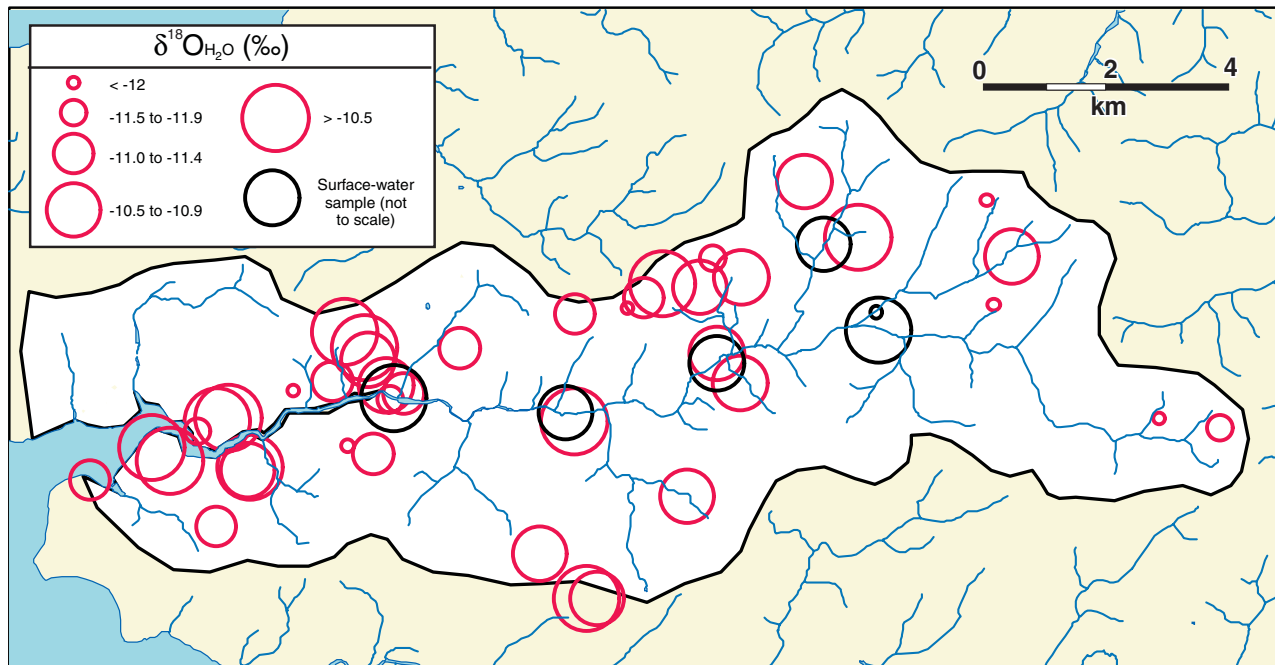 δ18OH2O (‰)
< -12
-11.5 to -11.9
-11.0 to -11.4
-10.5 to -10.9
> -10.5
Surface-water
sample (not
to scale)
0 2 4
km